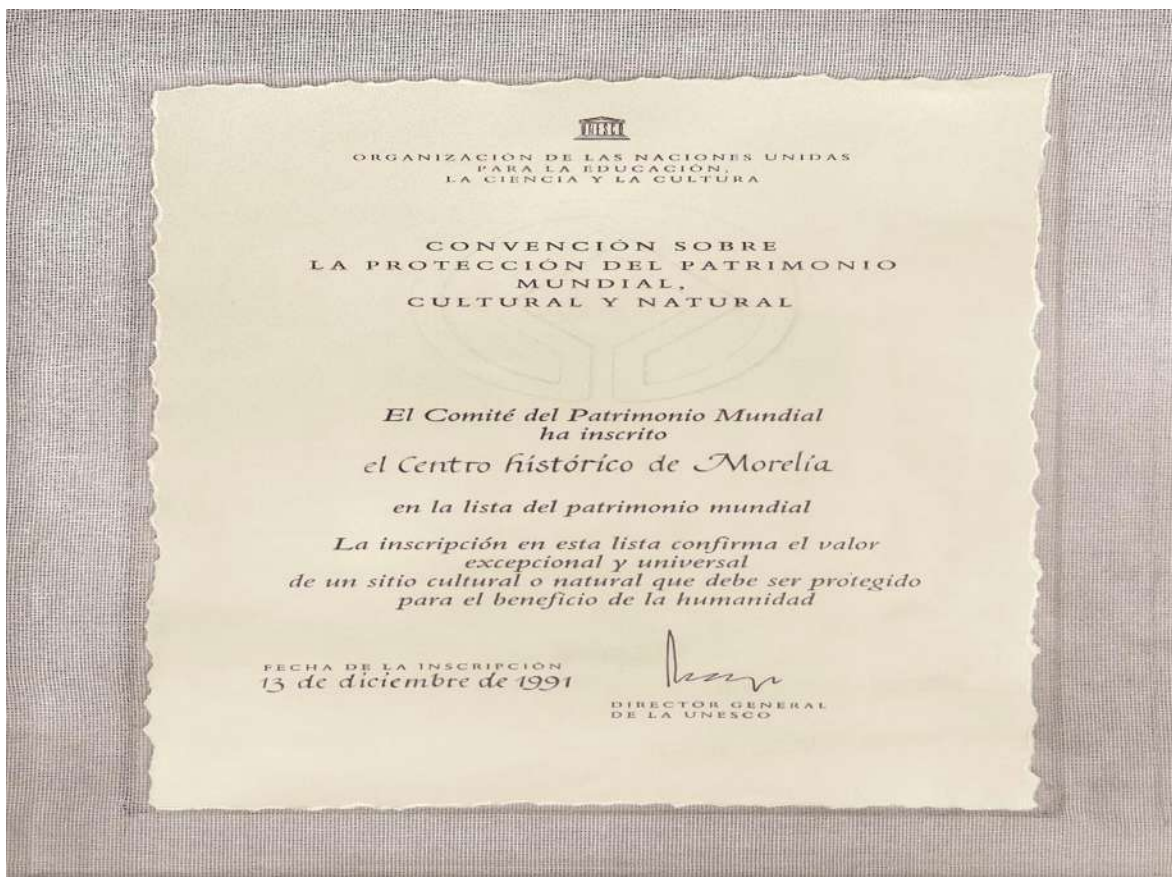 UNESCO
ORGANIZACIÓN DE LAS NACIONES UNIDAS
PARA LA EDUCACIÓN,
LA CIENCIA Y LA CULTURA
CONVENCIÓN SOBRE
LA PROTECCIÓN DEL PATRIMONIO
MUNDIAL,
CULTURAL Y NATURAL
El Comité del Patrimonio Mundial
ha inscrito
el Centro históríco de Morelia
en la lista del patrimonio mundial
La inscripción en esta lista confirma el valor
excepcional y universal
de un sitio cultural o natural que debe ser protegido
para el beneficio de la humanidad
FECHA DE LA INSCRIPCIÓN
13 de diciembre de 1991
DIRECTOR GENERAL
DE LA UNESCO